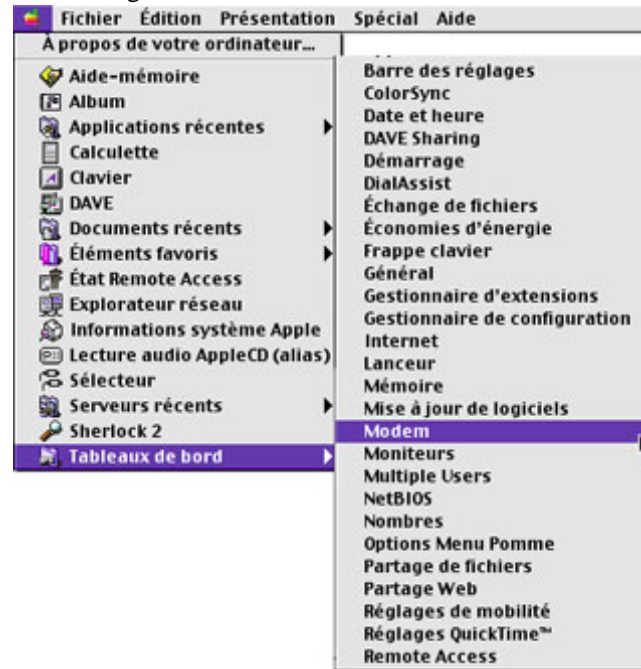 Fichier Édition Présentation Spécial Aide
À propos de votre ordinateur...
Aide-mémoire
Album
Applications récentes
Calculette
Clavier
DAVE
Documents récents
Éléments favoris
État Remote Access
Explorateur réseau
Informations système Apple
Lecture audio AppleCD (alias)
Sélecteur
Serveurs récents
Sherlock 2
Tableaux de bord
Barre des réglages
ColorSync
Date et heure
DAVE Sharing
Démarrage
DialAssist
Échange de fichiers
Économies d'énergie
Frappe clavier
Général
Gestionnaire d'extensions
Gestionnaire de configuration
Internet
Lanceur
Mémoire
Mise à jour de logiciels
Modem
Moniteurs
Multiple Users
NetBIOS
Nombres
Options Menu Pomme
Partage de fichiers
Partage Web
Réglages de mobilité
Réglages QuickTime™
Remote Access